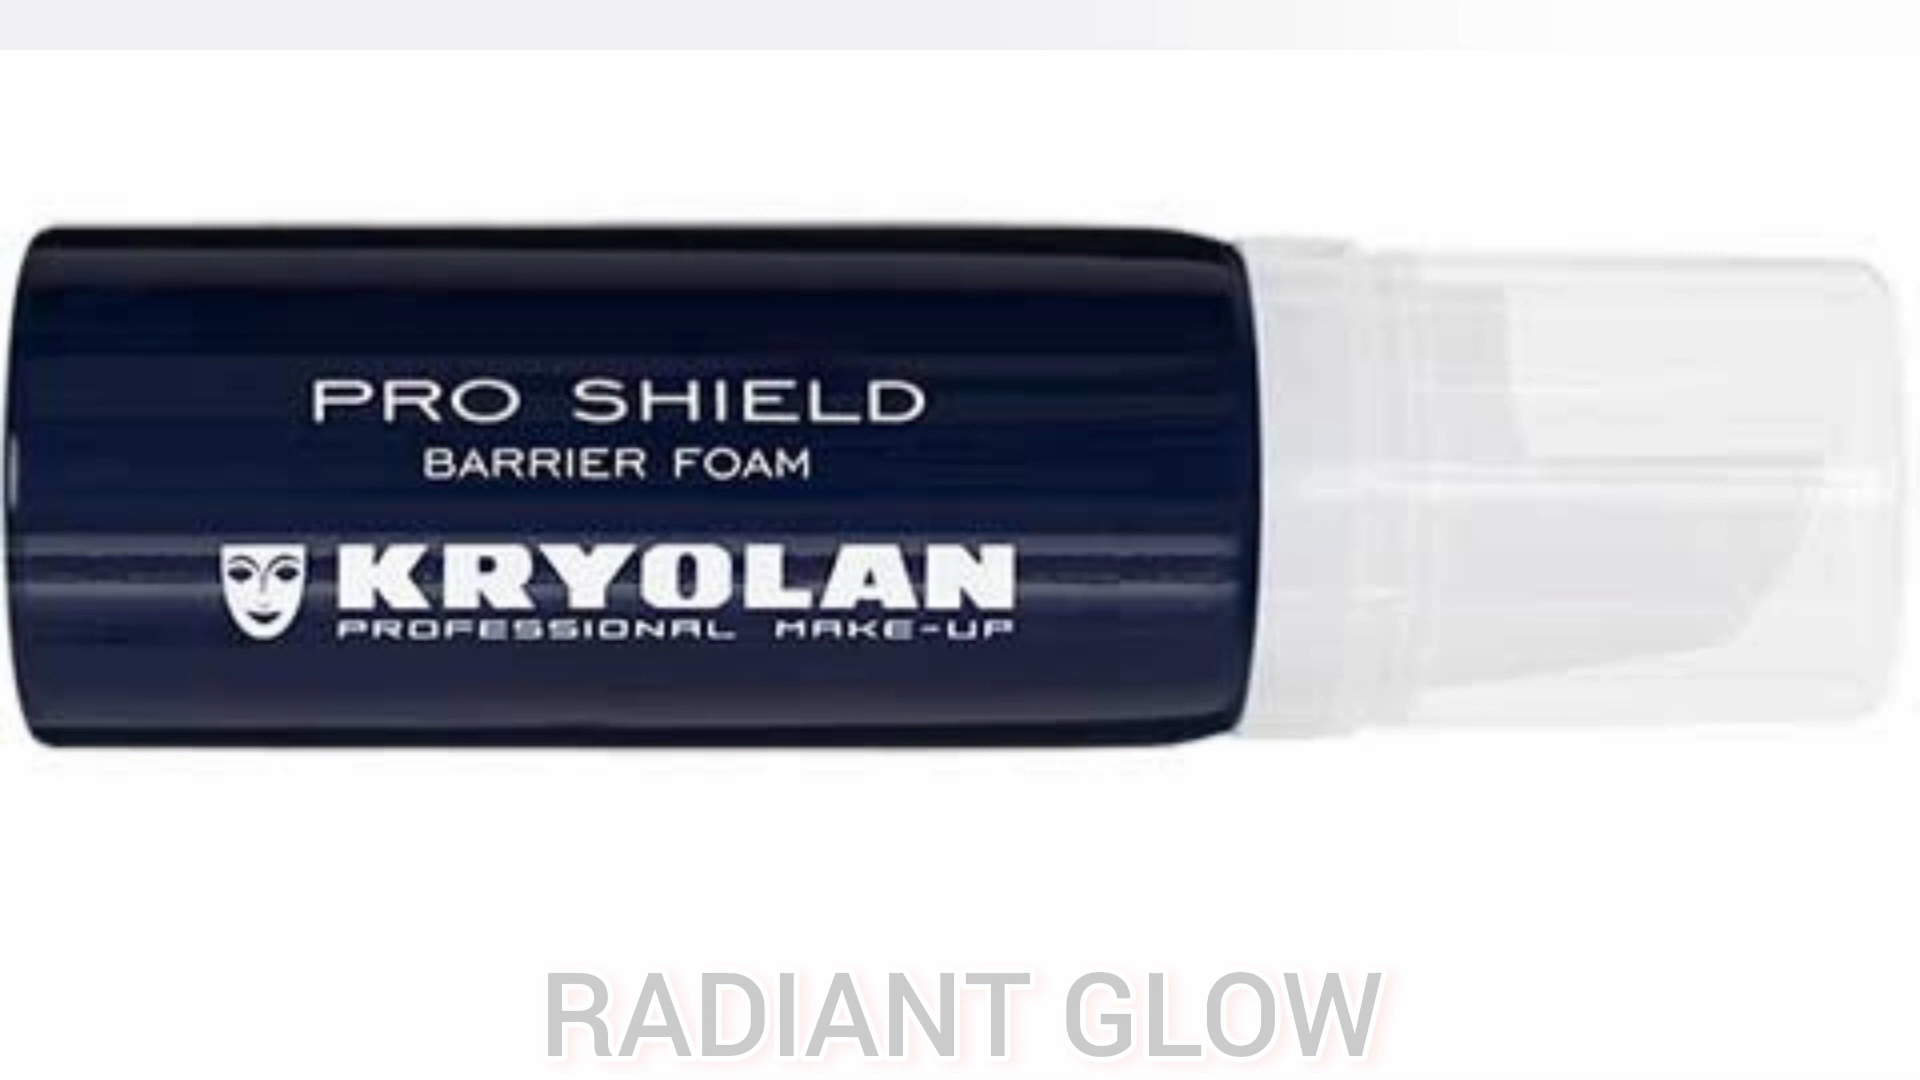 PRO SHIELD
BARRIER FOAM
KRYOLAN
PROFESSIONAL MAKE-UP
RADIANT GLOW